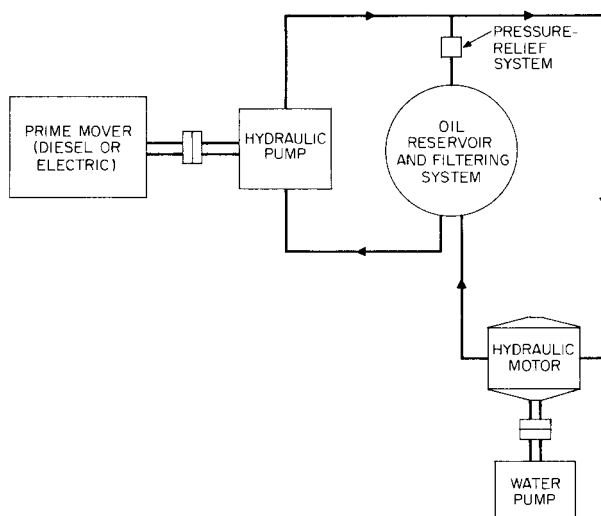 PRESSURE-
RELIEF
SYSTEM
PRIME MOVER
(DIESEL OR
ELECTRIC)
HYDRAULIC
PUMP
OIL
RESERVOIR
AND FILTERING
SYSTEM
HYDRAULIC
MOTOR
WATER
PUMP